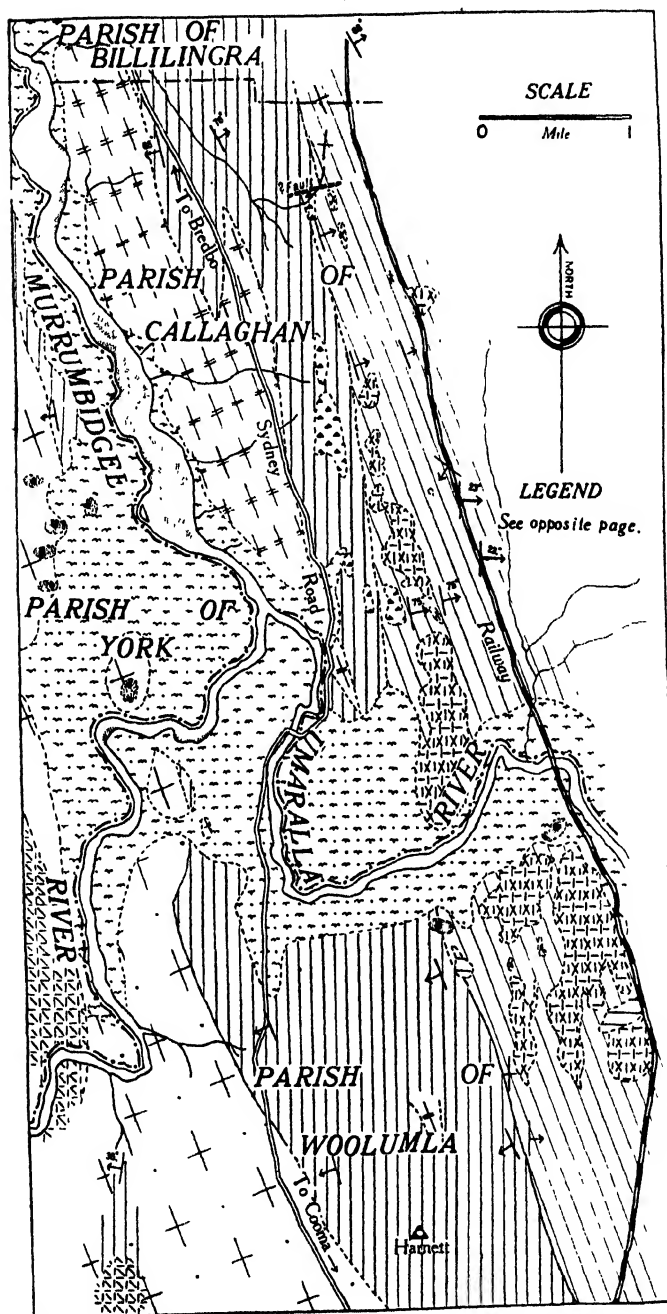 PARISH OF
BILLILINGRA
SCALE
0 Mile 1
? Fault
To Bredbo
PARISH OF
CALLAGHAN
NORTH
MURRUMBIDGEE
Sydney
Road
LEGEND
See opposite page.
PARISH OF
YORK
Railway
UMARALLA
RIVER
RIVER
PARISH OF
WOOLUMLA
To Cooma
Harnett